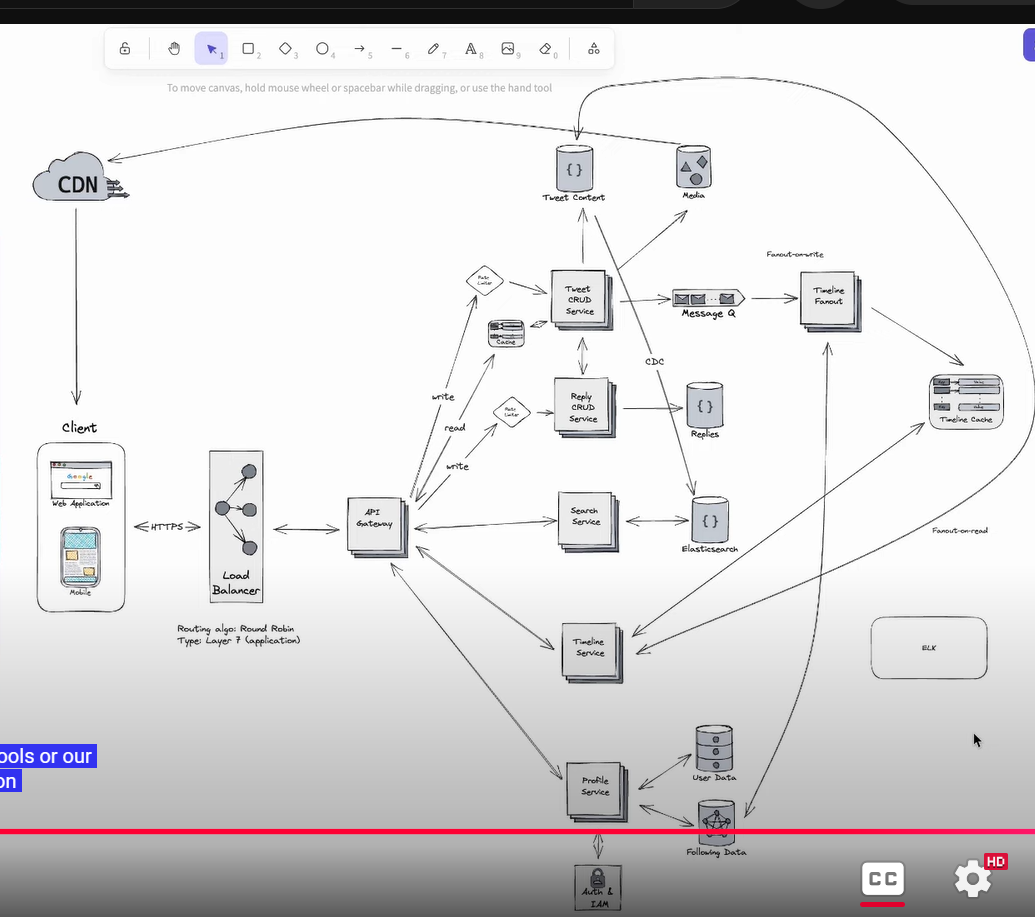 1
2
3
4
5
6
7
8
9
0
To move canvas, hold mouse wheel or spacebar while dragging, or use the hand tool
CDN
{ }
Tweet Content
Media
Fanout-on-write
Rate
Limiter
Tweet
CRUD
Service
Message Q
Timeline
Fanout
Cache
CDC
write
read
write
Rate
Limiter
Reply
CRUD
Service
{ }
Replies
Timeline Cache
Client
Web Application
Mobile
HTTPS
Load
Balancer
Routing algo: Round Robin
Type: Layer 7 (application)
API
Gateway
Search
Service
{ }
Elasticsearch
Fanout-on-read
Timeline
Service
ELK
ools or our
on
Profile
Service
User Data
Following Data
Auth &
IAM
CC
HD